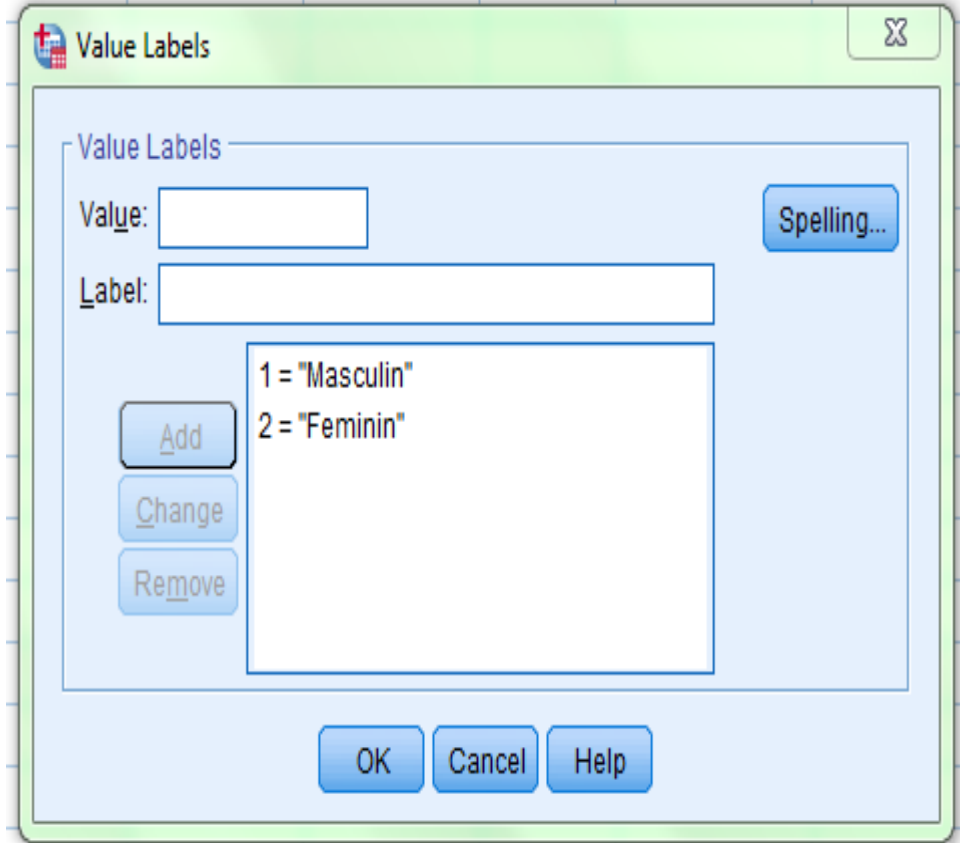 Value Labels
Value Labels
Value:
Spelling...
Label:
1 = "Masculin"
2 = "Feminin"
Add
Change
Remove
OK Cancel Help